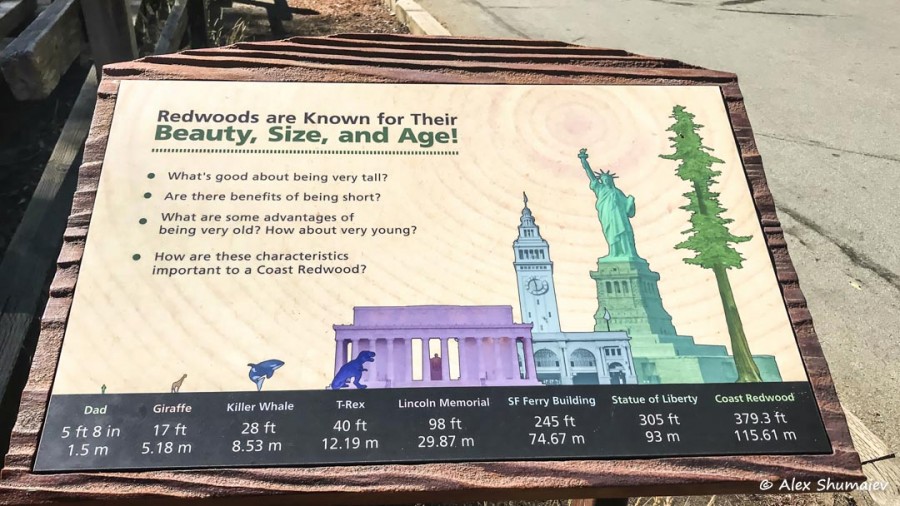 Redwoods are Known for Their
Beauty, Size, and Age!
• What's good about being very tall?
• Are there benefits of being short?
• What are some advantages of
being very old? How about very young?
• How are these characteristics
important to a Coast Redwood?
Dad
5 ft 8 in
1.5 m
Giraffe
17 ft
5.18 m
Killer Whale
28 ft
8.53 m
T-Rex
40 ft
12.19 m
Lincoln Memorial
98 ft
29.87 m
SF Ferry Building
245 ft
74.67 m
Statue of Liberty
305 ft
93 m
Coast Redwood
379.3 ft
115.61 m
© Alex Shumaiev